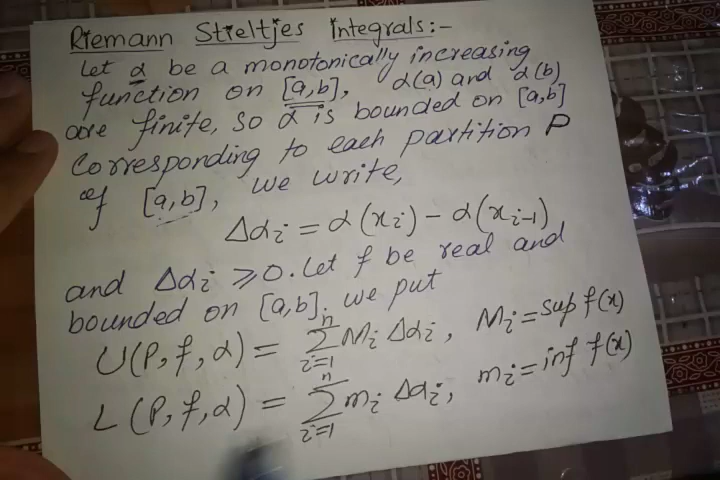 Riemann Stieltjes Integrals:-
Let α be a monotonically increasing
function on [a,b], α(a) and α(b)
are finite, so α is bounded on [a,b]
Corresponding to each partition P
of [a,b], we write,
Δαi = α(xi) - α(xi-1)
and Δαi ⩾ 0. Let f be real and
bounded on [a,b]. we put
U(P, f, α) = n∑i=1 Mi Δαi, Mi = sup f(x)
L(P, f, α) = n∑i=1 mi Δαi, mi = inf f(x)